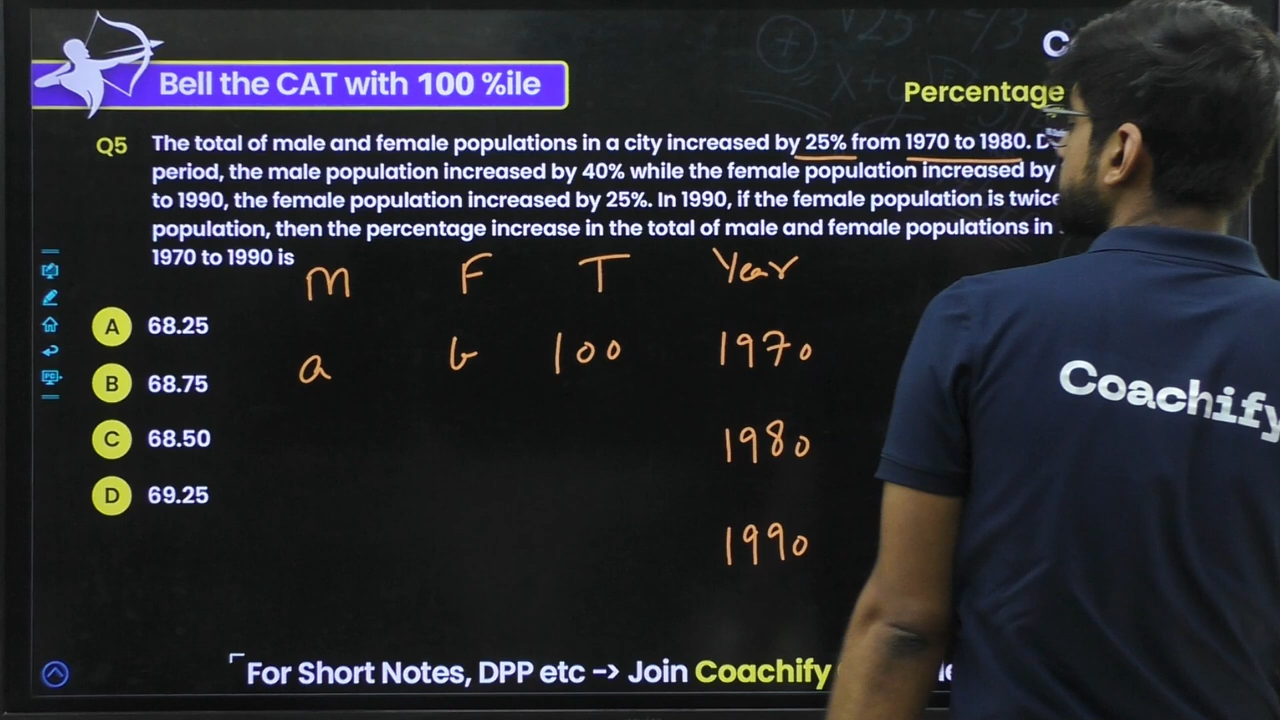 Bell the CAT with 100 %ile
C
Percentage
Q5 The total of male and female populations in a city increased by 25% from 1970 to 1980. D
period, the male population increased by 40% while the female population increased by
to 1990, the female population increased by 25%. In 1990, if the female population is twice
population, then the percentage increase in the total of male and female populations in
1970 to 1990 is
M F T Year
A 68.25
a b 100 1970
B 68.75
C 68.50
1980
D 69.25
1990
Coachify
For Short Notes, DPP etc -> Join Coachify